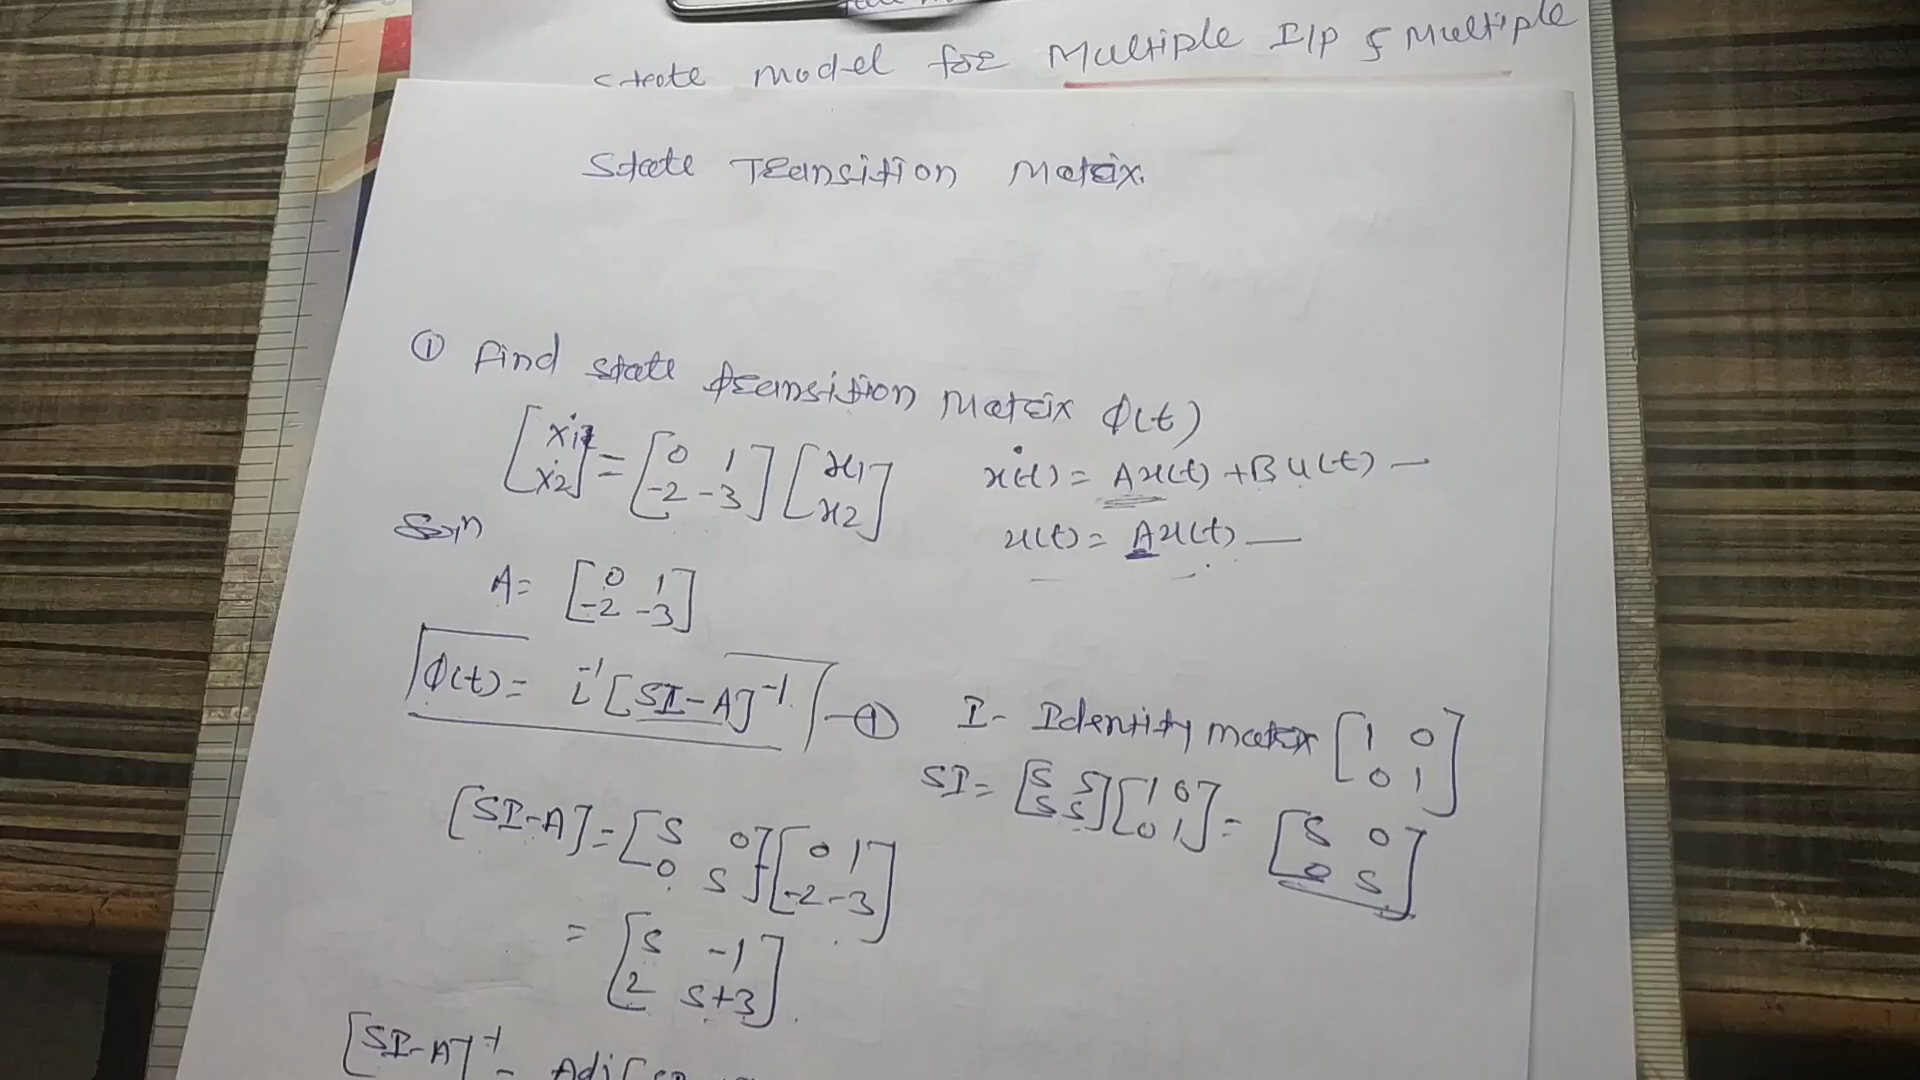 State model for Multiple I/p & Multiple
State Transition Matrix.
① Find state transition Matrix ϕ(t)
[ẋ1 ẋ2] = [0 1 -2 -3] [x1 x2]
ẋ(t) = Ax(t) + Bu(t) —
x(t) = Ax(t) —
Soln
A = [0 1 -2 -3]
ϕ(t) = L⁻¹ [SI-A]⁻¹ — ①
I - Identity matrix [1 0 0 1]
SI = [S S S S] [1 0 0 1] = [S 0 0 S]
[SI-A] = [S 0 0 S] - [0 1 -2 -3]
= [S -1 2 S+3].
[SI-A]⁻¹ = Adj[SI